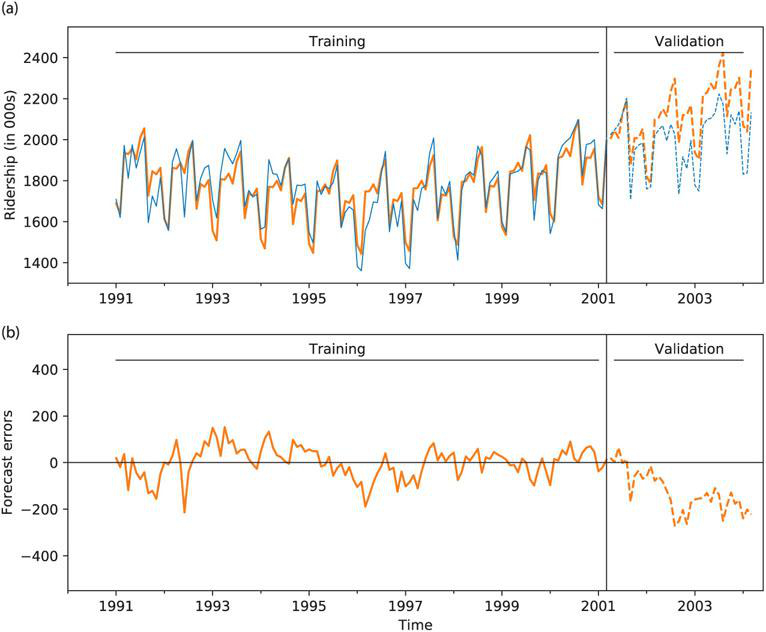 (a)
Training Validation
2400
2200
2000
1800
1600
1400
Ridership (in 000s)
1991 1993 1995 1997 1999 2001 2003
(b)
Training Validation
400
200
0
−200
−400
Forecast errors
1991 1993 1995 1997 1999 2001 2003
Time